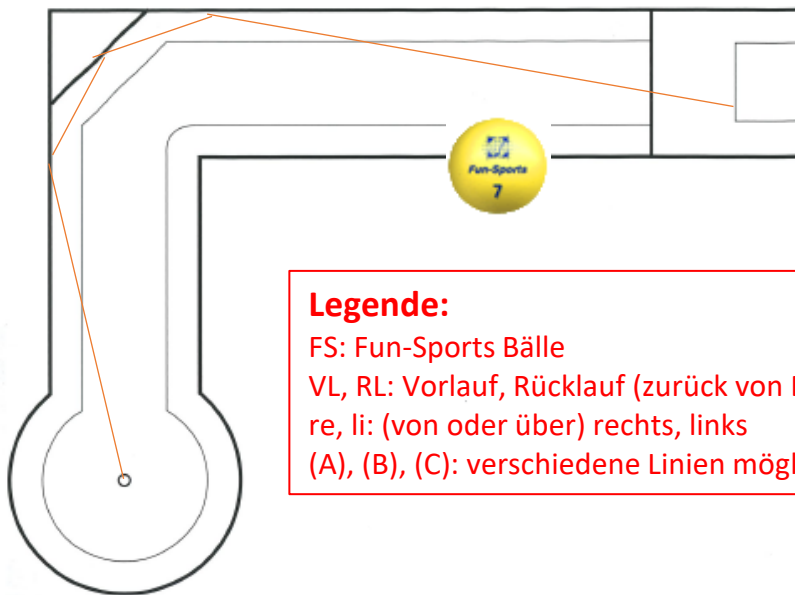 Fun-Sports
7
Legende:
FS: Fun-Sports Bälle
VL, RL: Vorlauf, Rücklauf (zurück von
re, li: (von oder über) rechts, links
(A), (B), (C): verschiedene Linien mögl